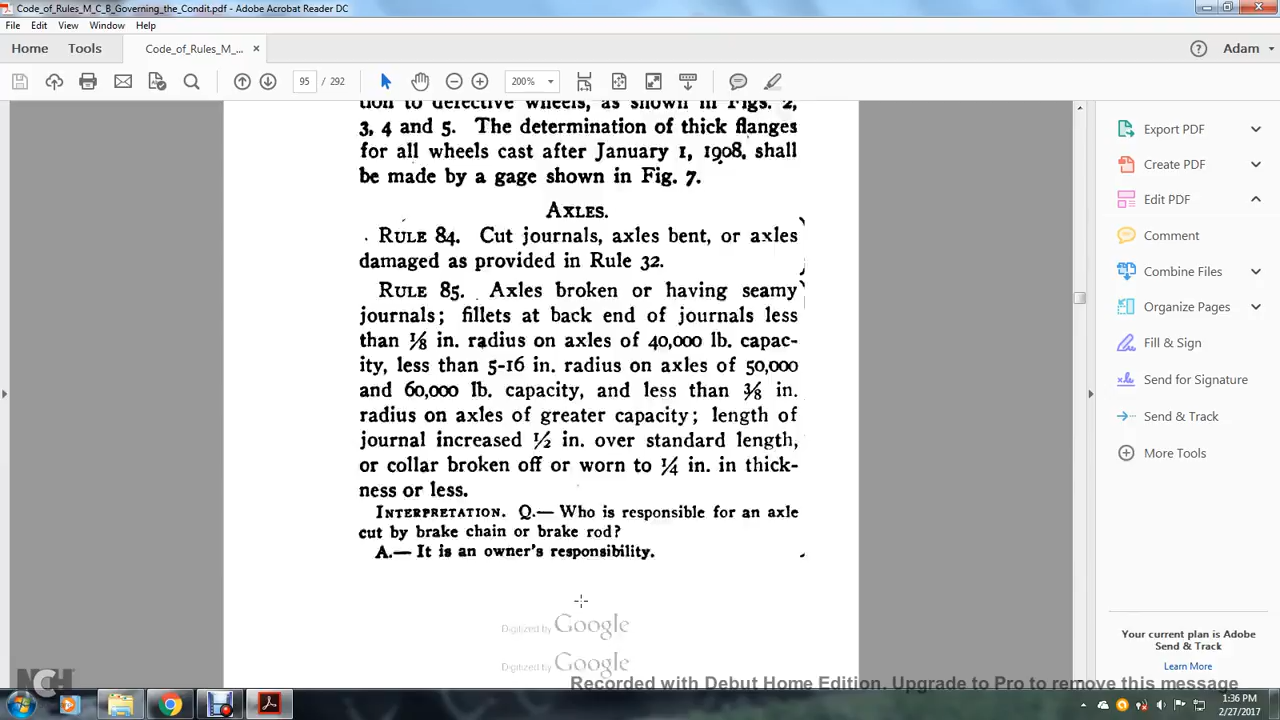 Code_of_Rules_M_C_B_Governing_the_Condit.pdf - Adobe Acrobat Reader DC
File Edit View Window Help
Home Tools Code_of_Rules_M_... × Adam
95 / 292 200%
tion to defective wheels, as shown in Figs. 2,
3, 4 and 5. The determination of thick flanges
for all wheels cast after January 1, 1908, shall
be made by a gage shown in Fig. 7.
AXLES.
RULE 84. Cut journals, axles bent, or axles
damaged as provided in Rule 32.
RULE 85. Axles broken or having seamy
journals; fillets at back end of journals less
than 1/8 in. radius on axles of 40,000 lb. capac-
ity, less than 5-16 in. radius on axles of 50,000
and 60,000 lb. capacity, and less than 3/8 in.
radius on axles of greater capacity; length of
journal increased 1/2 in. over standard length,
or collar broken off or worn to 1/4 in. in thick-
ness or less.
INTERPRETATION. Q.— Who is responsible for an axle
cut by brake chain or brake rod?
A.— It is an owner's responsibility.
Digitized by Google
Digitized by Google
Export PDF
Create PDF
Edit PDF
Comment
Combine Files
Organize Pages
Fill & Sign
Send for Signature
Send & Track
More Tools
Your current plan is Adobe
Send & Track
Learn More
NCH
Recorded with Debut Home Edition. Upgrade to Pro to remove this message
1:36 PM
2/27/2017